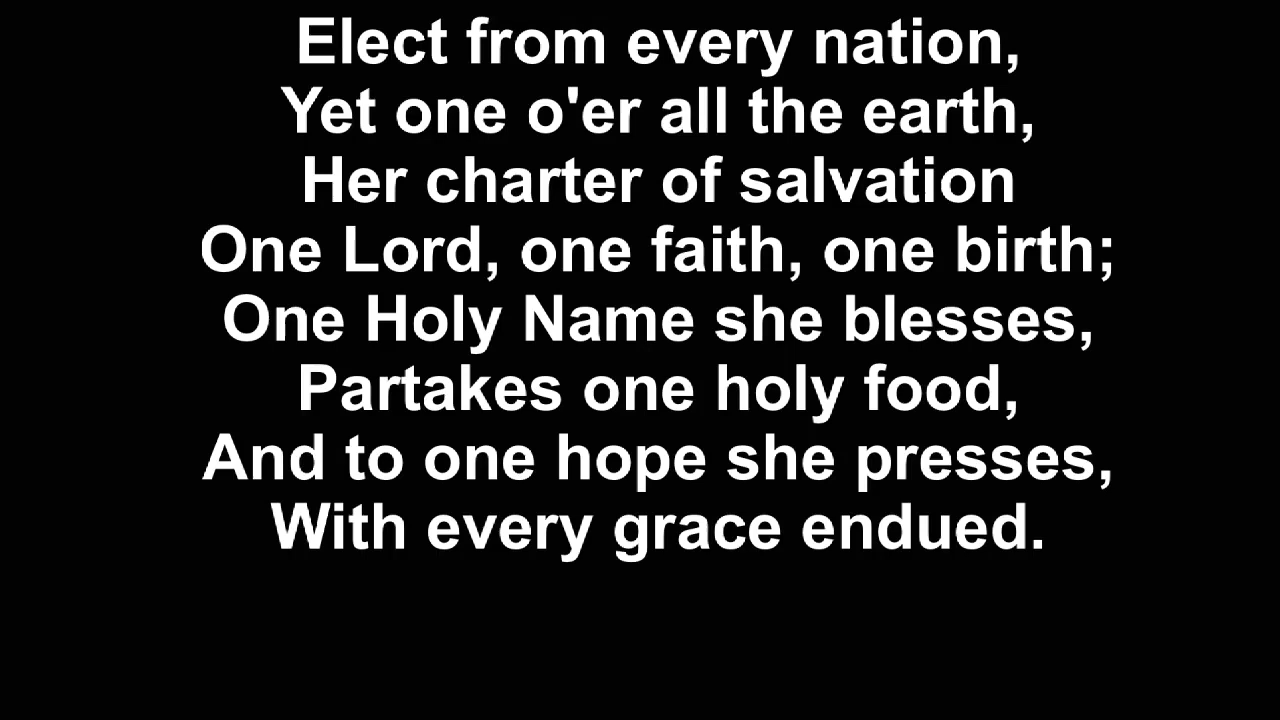 Elect from every nation,
Yet one o'er all the earth,
Her charter of salvation
One Lord, one faith, one birth;
One Holy Name she blesses,
Partakes one holy food,
And to one hope she presses,
With every grace endued.